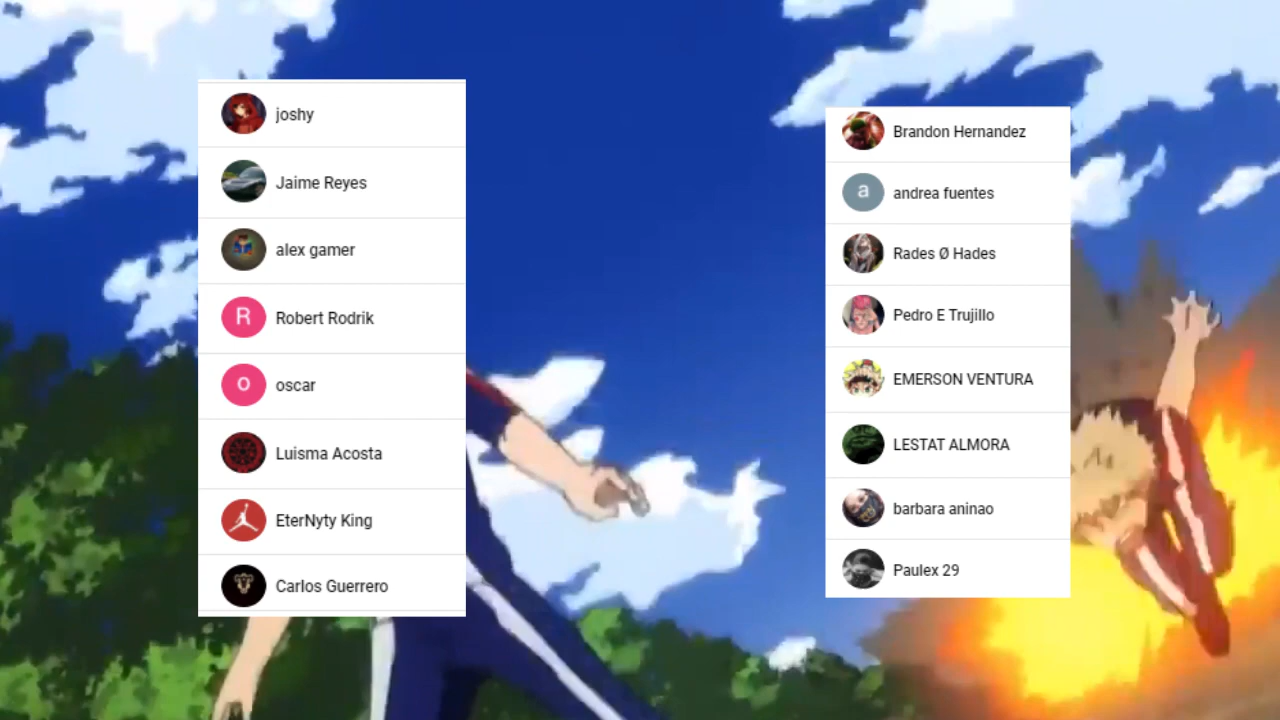 joshy
Jaime Reyes
alex gamer
R
Robert Rodrik
o
oscar
Luisma Acosta
EterNyty King
Carlos Guerrero
Brandon Hernandez
a
andrea fuentes
Rades Ø Hades
Pedro E Trujillo
EMERSON VENTURA
LESTAT ALMORA
barbara aninao
Paulex 29